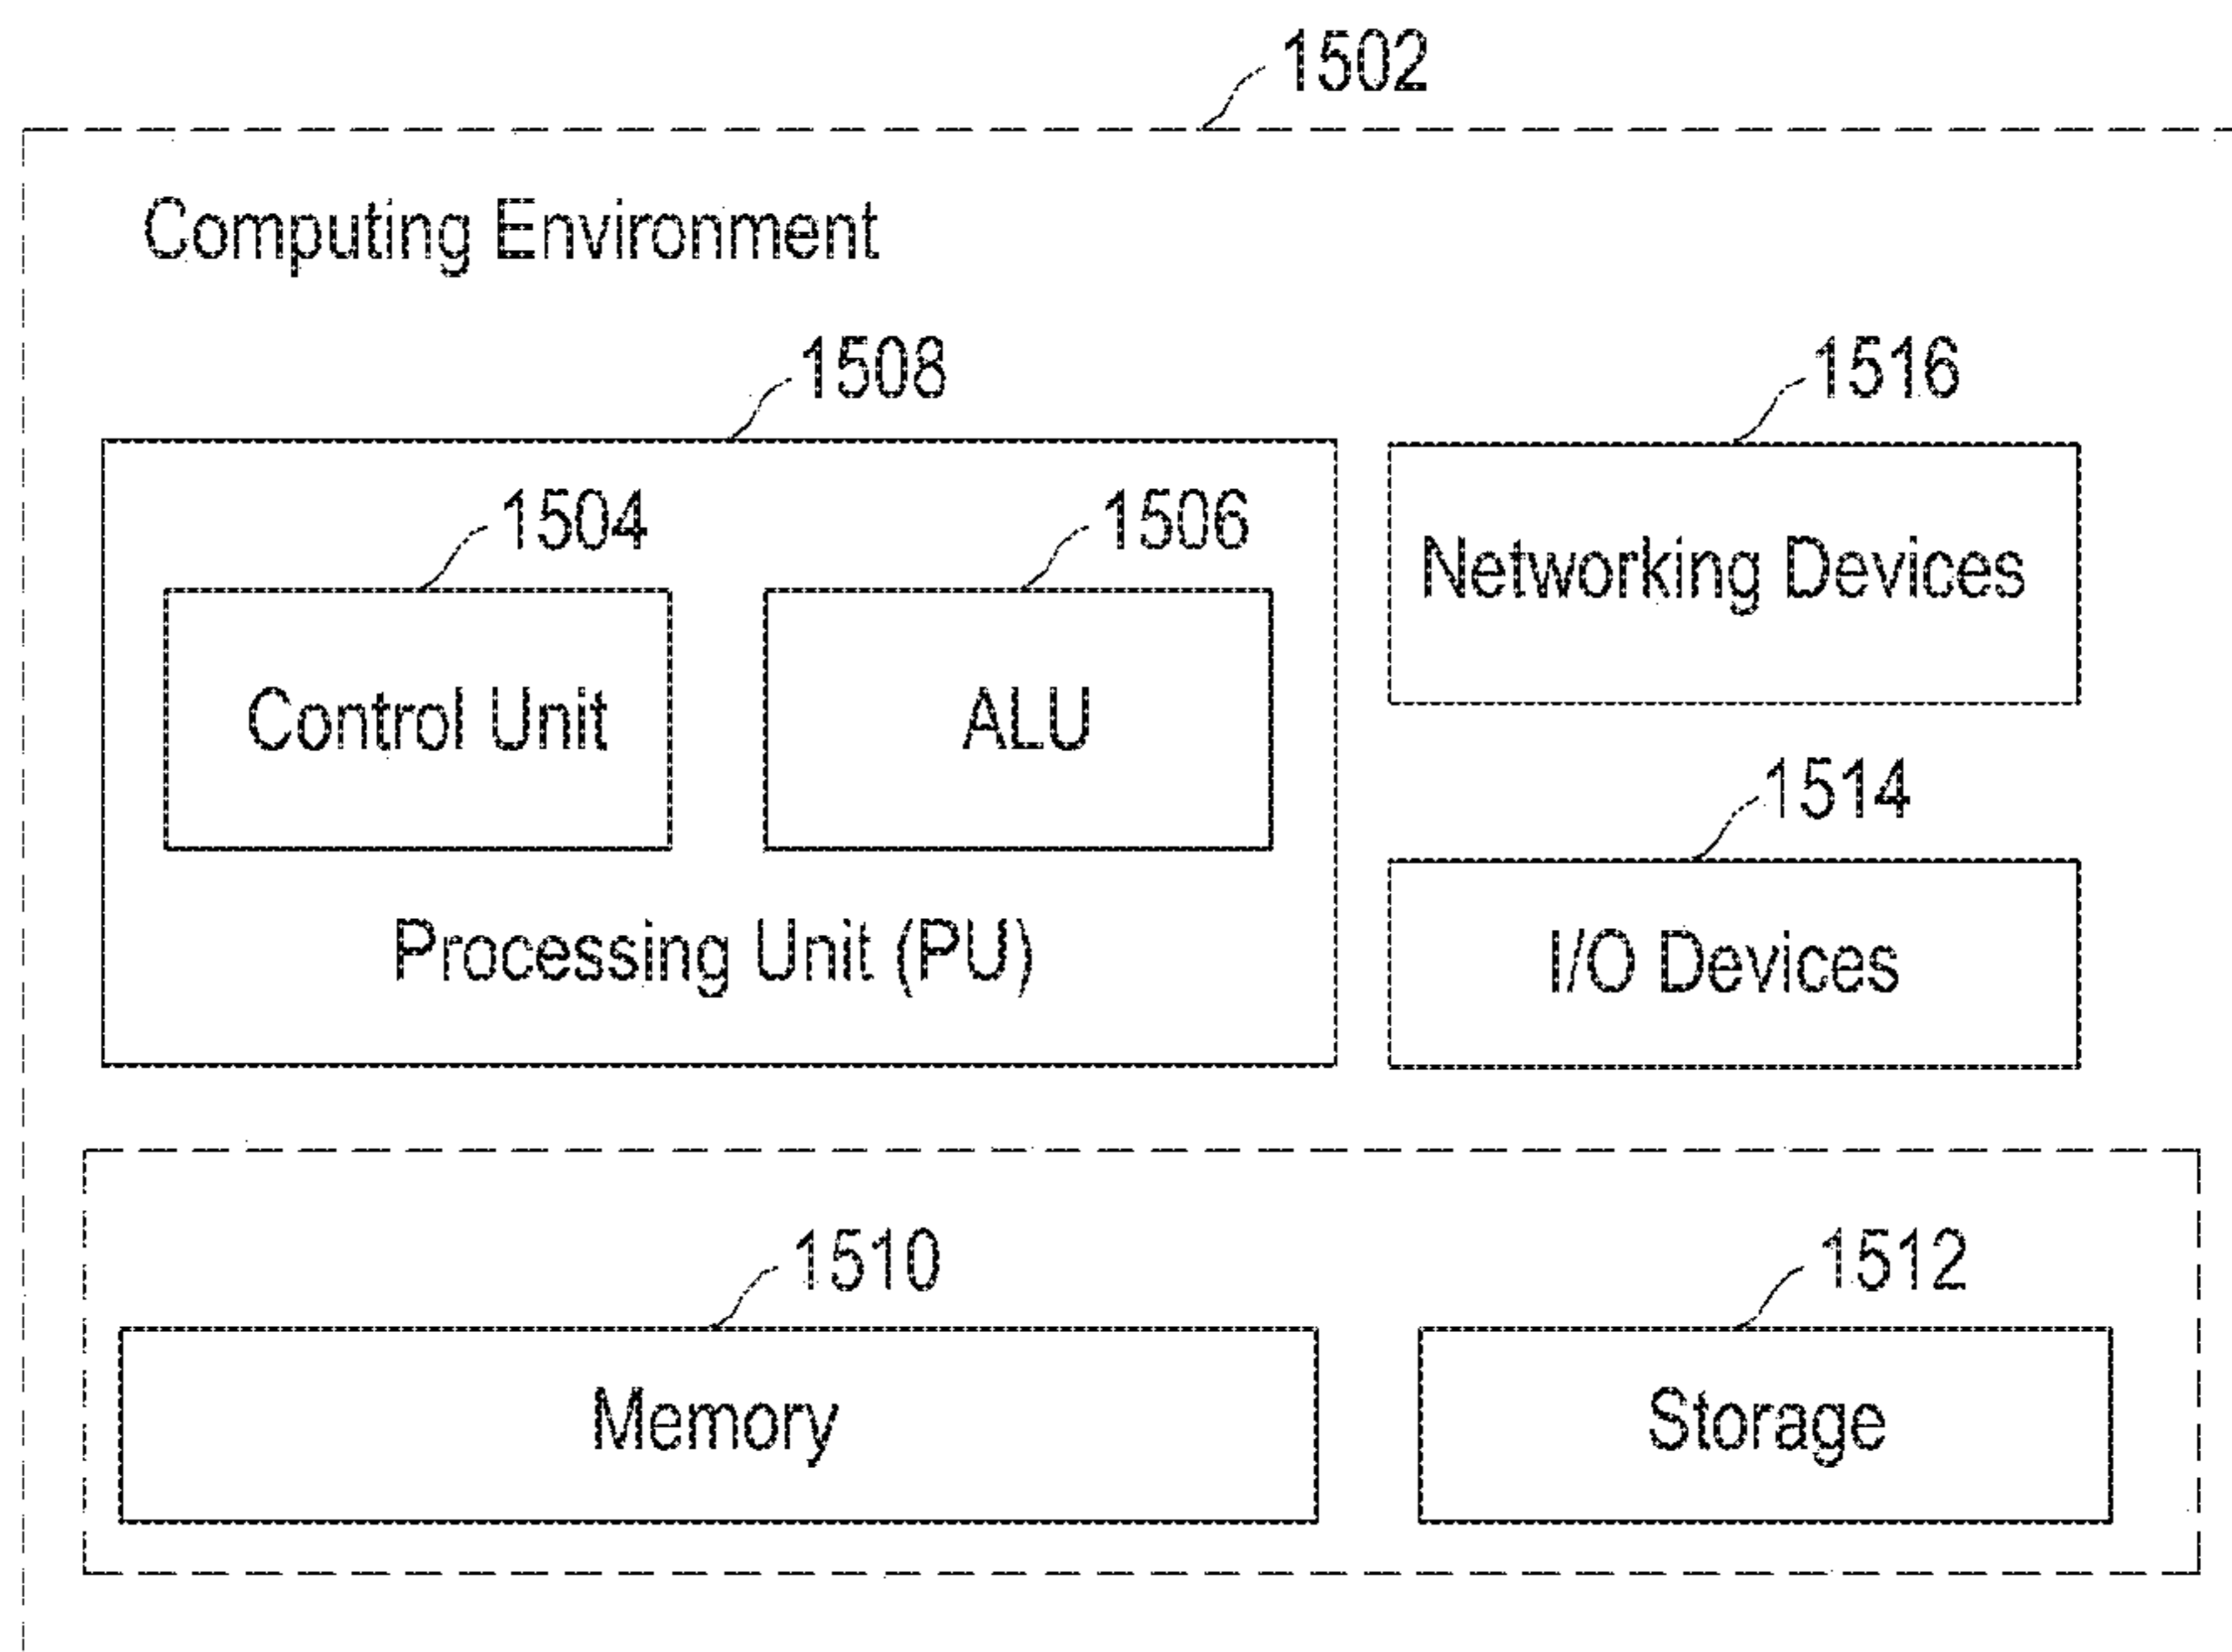 1502
Computing Environment
1508
1516
1504
1506
Networking Devices
Control Unit
ALU
1514
Processing Unit (PU)
I/O Devices
1510
1512
Memory
Storage